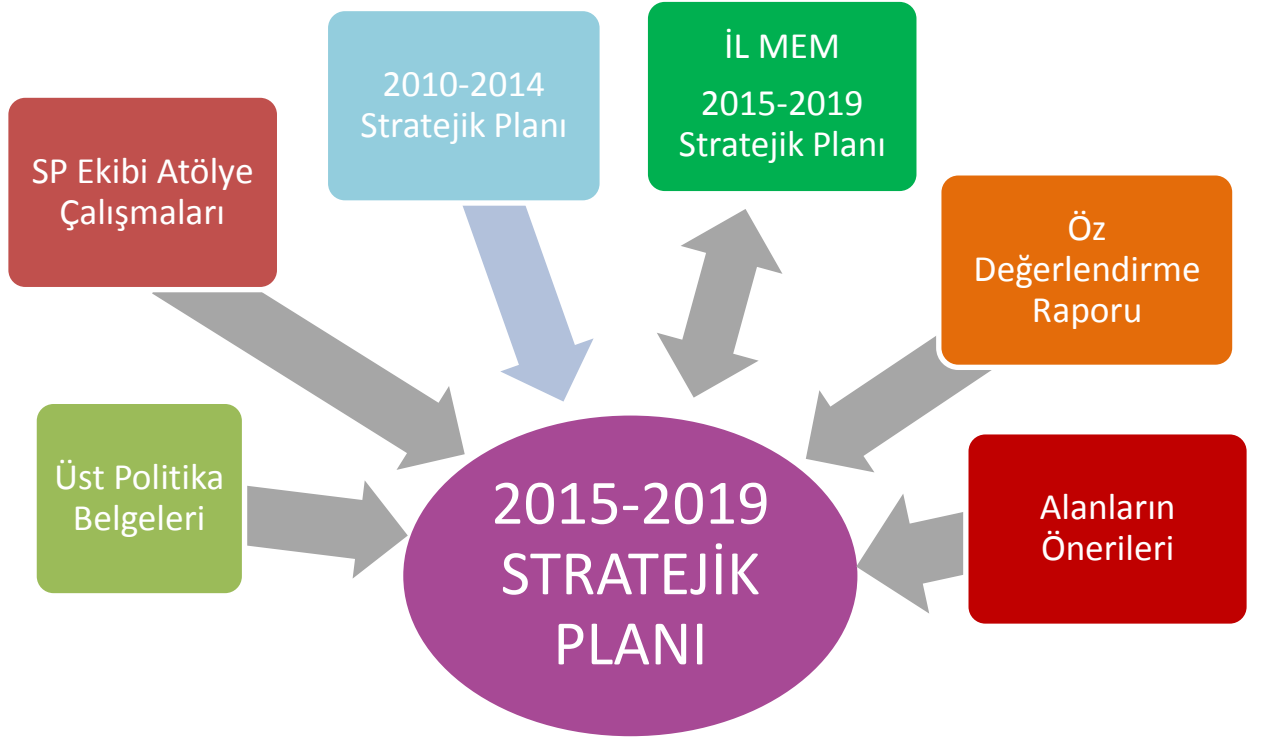 SP Ekibi Atölye
Çalışmaları
2010-2014
Stratejik Planı
İL MEM
2015-2019
Stratejik Planı
Öz
Değerlendirme
Raporu
Üst Politika
Belgeleri
Alanların
Önerileri
2015-2019
STRATEJİK
PLANI